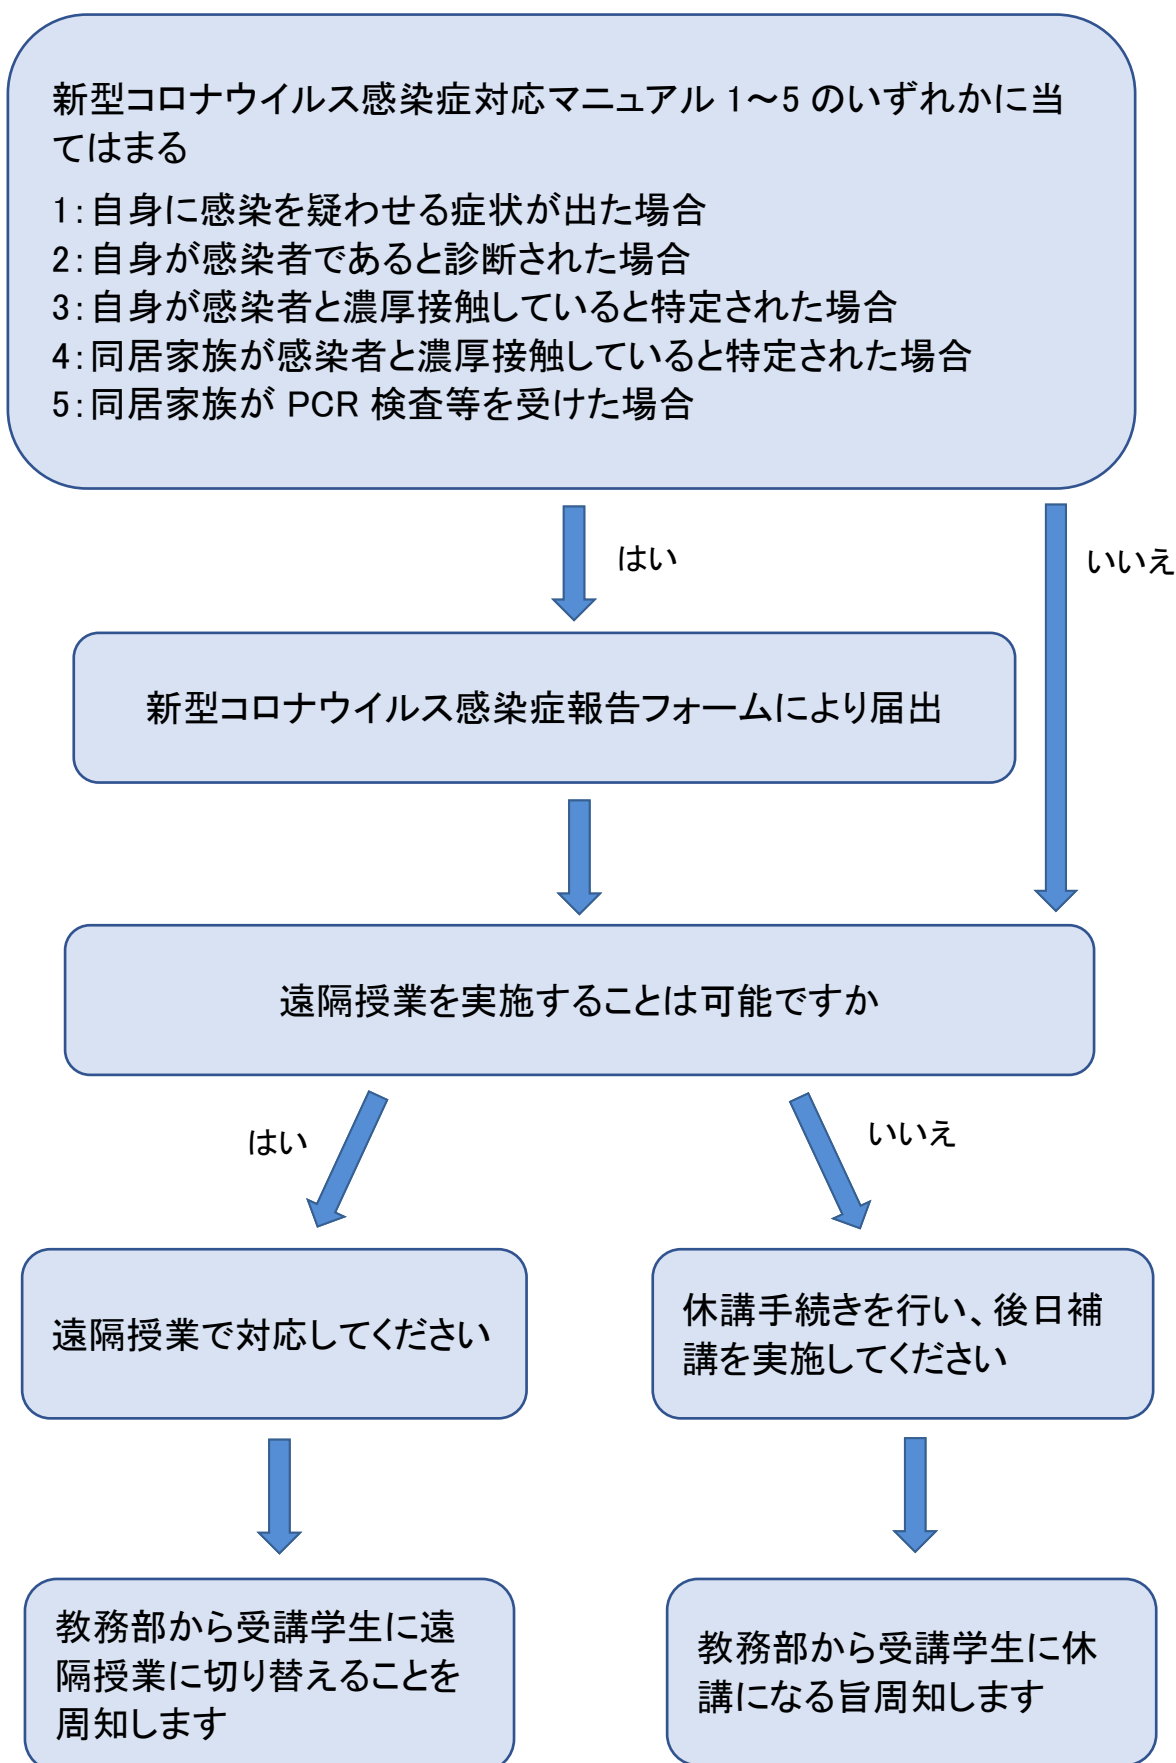 新型コロナウイルス感染症対応マニュアル 1～5 のいずれかに当
てはまる
1：自身に感染を疑わせる症状が出た場合
2：自身が感染者であると診断された場合
3：自身が感染者と濃厚接触していると特定された場合
4：同居家族が感染者と濃厚接触していると特定された場合
5：同居家族が PCR 検査等を受けた場合
はい
いいえ
新型コロナウイルス感染症報告フォームにより届出
遠隔授業を実施することは可能ですか
はい
いいえ
遠隔授業で対応してください
休講手続きを行い、後日補
講を実施してください
教務部から受講学生に遠
隔授業に切り替えることを
周知します
教務部から受講学生に休
講になる旨周知します